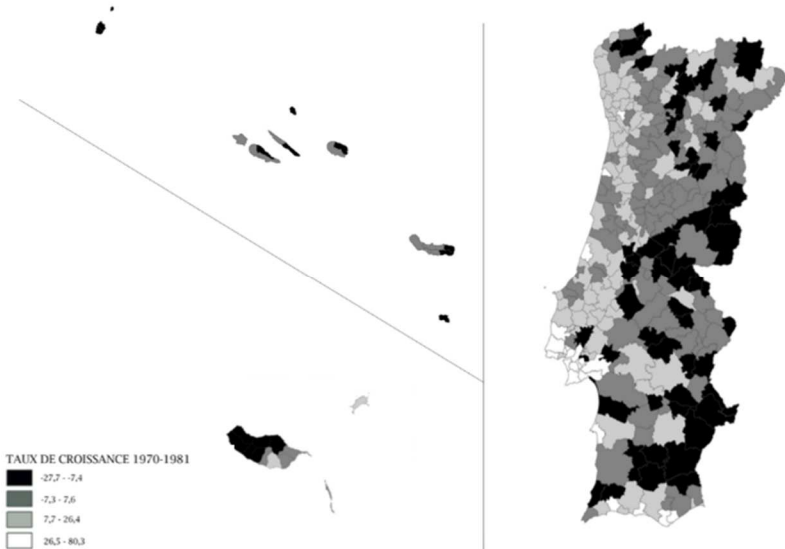 TAUX DE CROISSANCE 1970-1981
-27,7 - -7,4
-7,3 - 7,6
7,7 - 26,4
26,5 - 80,3